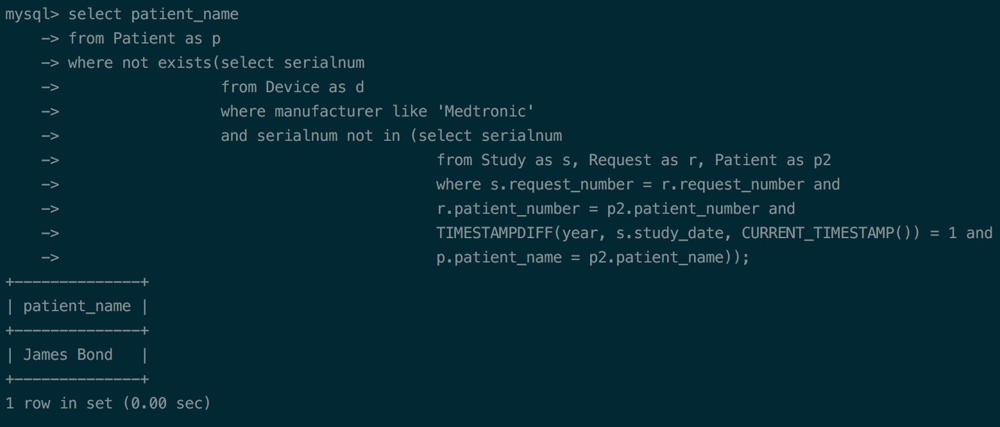 mysql> select patient_name
    -> from Patient as p
    -> where not exists(select serialnum
    ->                  from Device as d
    ->                  where manufacturer like 'Medtronic'
    ->                  and serialnum not in (select serialnum
    ->                                          from Study as s, Request as r, Patient as p2
    ->                                          where s.request_number = r.request_number and
    ->                                          r.patient_number = p2.patient_number and
    ->                                          TIMESTAMPDIFF(year, s.study_date, CURRENT_TIMESTAMP()) = 1 and
    ->                                          p.patient_name = p2.patient_name));
+--------------+
| patient_name |
+--------------+
| James Bond   |
+--------------+
1 row in set (0.00 sec)